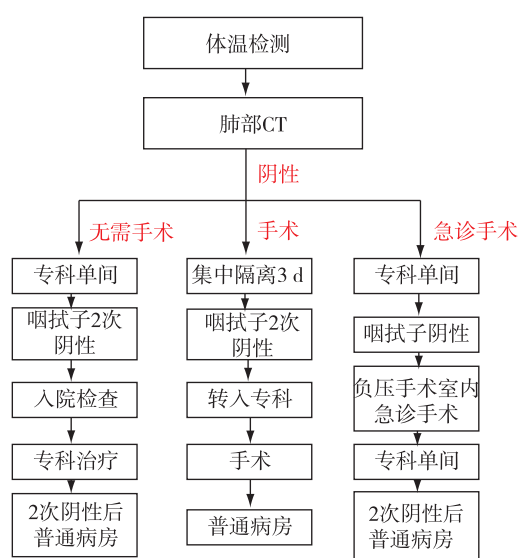 体温检测
肺部CT
阴性
无需手术
手术
急诊手术
专科单间
咽拭子2次
阴性
入院检查
专科治疗
2次阴性后
普通病房
集中隔离3 d
咽拭子2次
阴性
转入专科
手术
普通病房
专科单间
咽拭子阴性
负压手术室内
急诊手术
专科单间
2次阴性后
普通病房